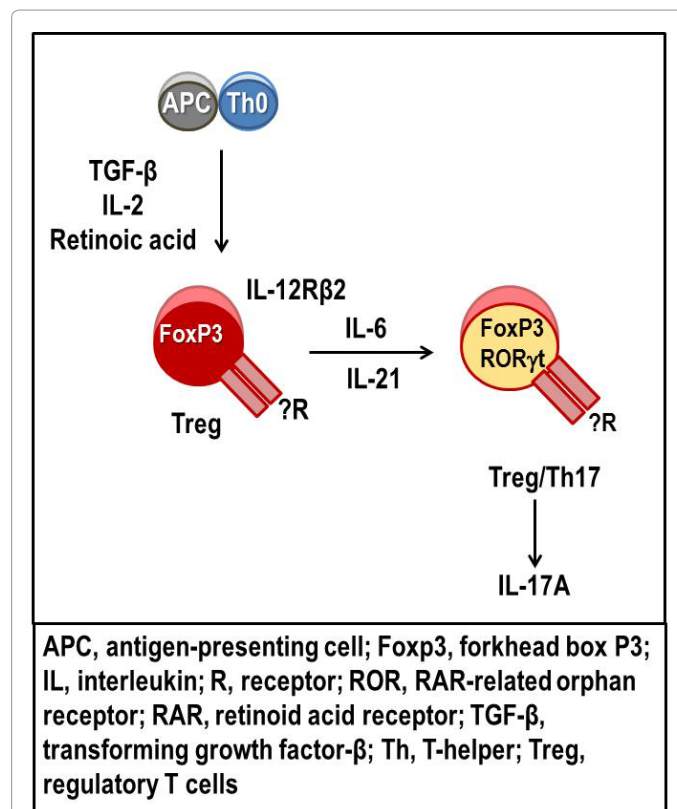 APC Th0
TGF-β
IL-2
Retinoic acid
IL-12Rβ2
FoxP3
IL-6
IL-21
FoxP3
RORγt
?R
?R
Treg
Treg/Th17
IL-17A
APC, antigen-presenting cell; Foxp3, forkhead box P3;
IL, interleukin; R, receptor; ROR, RAR-related orphan
receptor; RAR, retinoid acid receptor; TGF-β,
transforming growth factor-β; Th, T-helper; Treg,
regulatory T cells